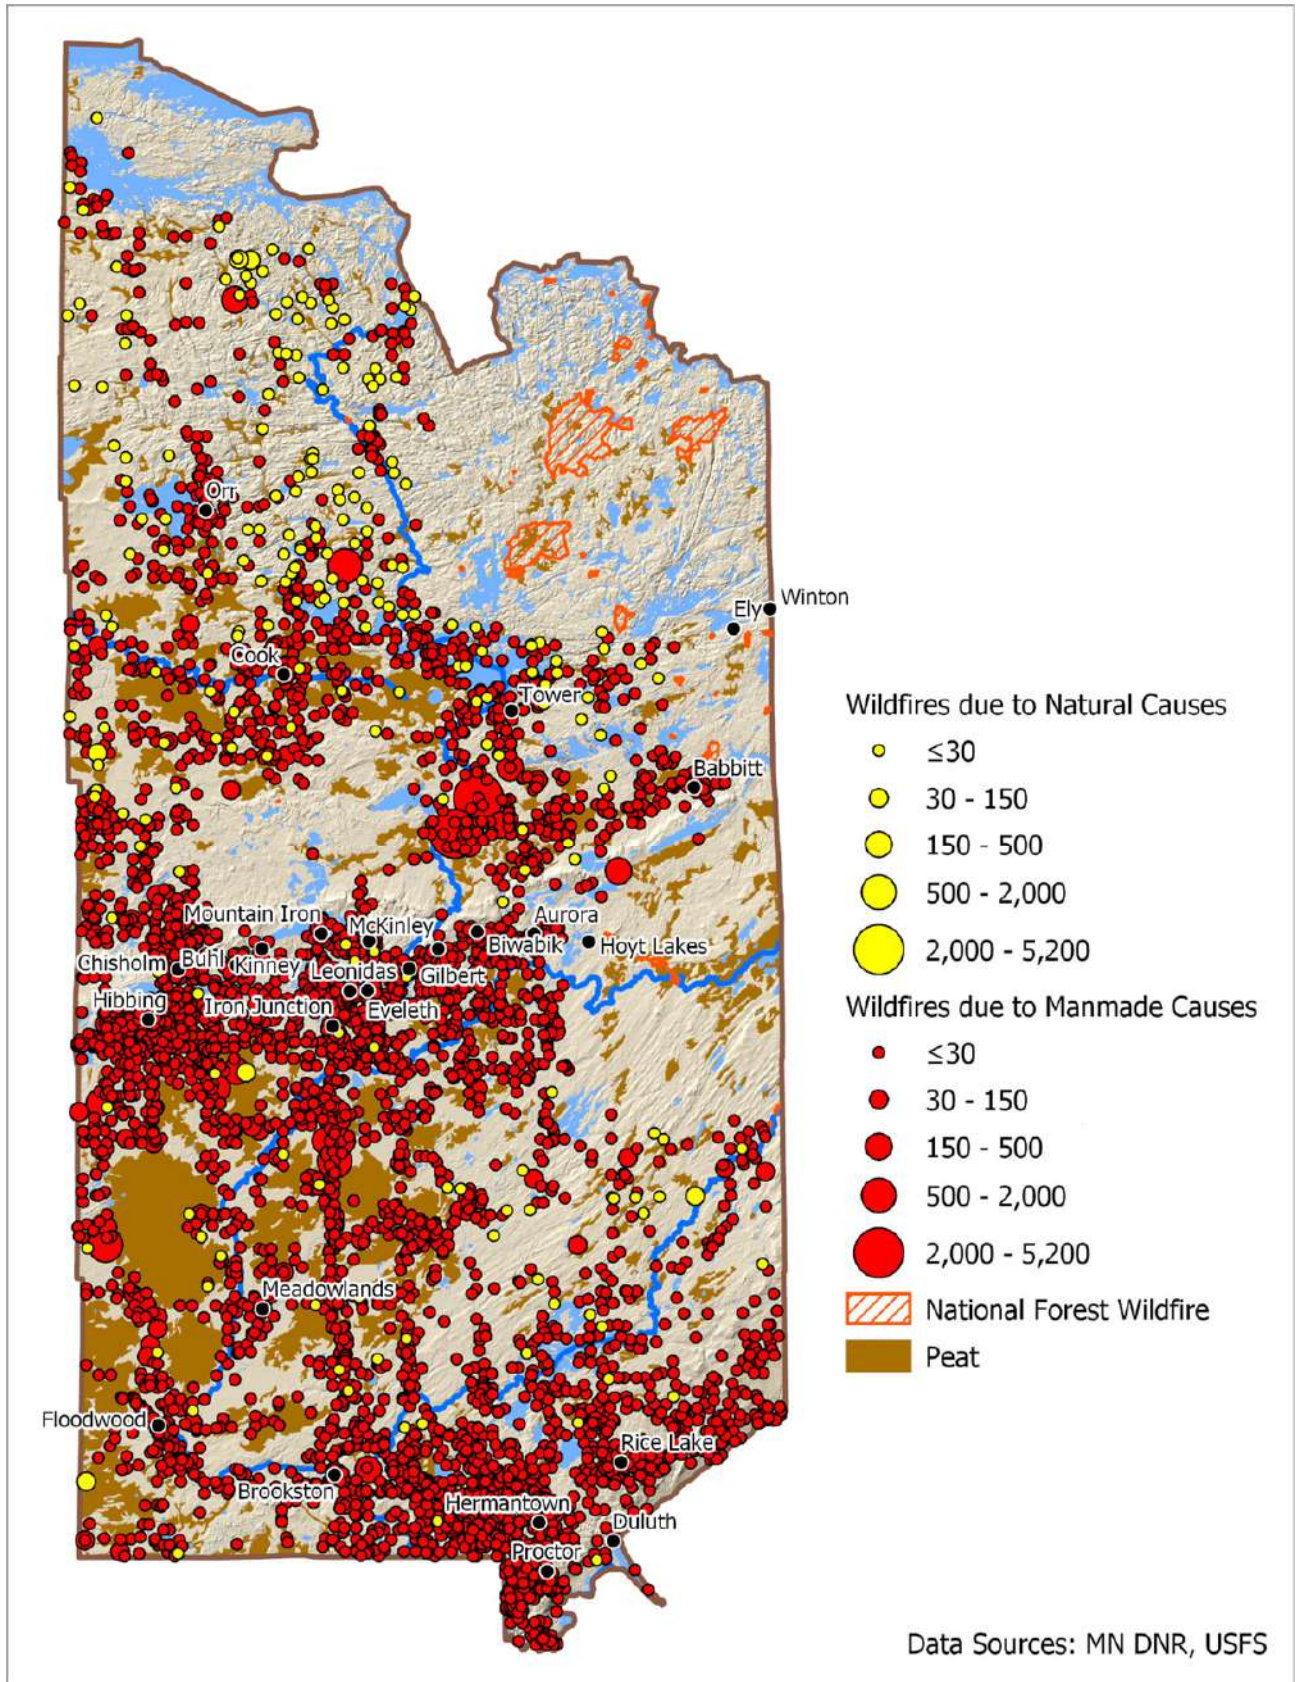 Orr
Ely
Winton
Cook
Tower
Babbitt
Mountain Iron
McKinley
Aurora
Chisholm
Buhl
Kinney
Leonidas
Gilbert
Biwabik
Hoyt Lakes
Hibbing
Iron Junction
Eveleth
Meadowlands
Floodwood
Brookston
Rice Lake
Hermantown
Duluth
Proctor
Wildfires due to Natural Causes
≤30
30 - 150
150 - 500
500 - 2,000
2,000 - 5,200
Wildfires due to Manmade Causes
≤30
30 - 150
150 - 500
500 - 2,000
2,000 - 5,200
National Forest Wildfire
Peat
Data Sources: MN DNR, USFS